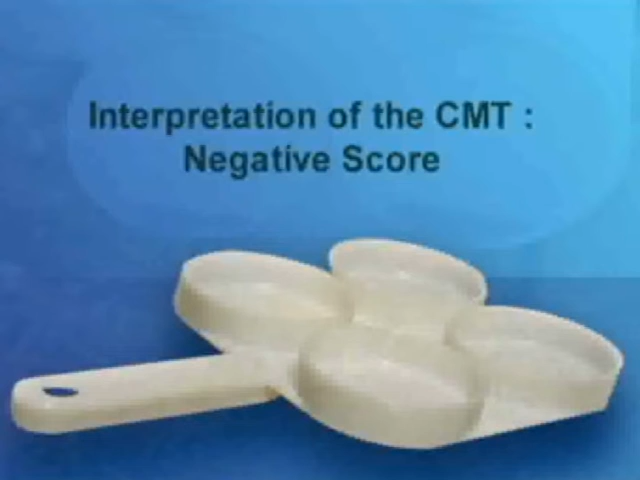 Interpretation of the CMT :
Negative Score